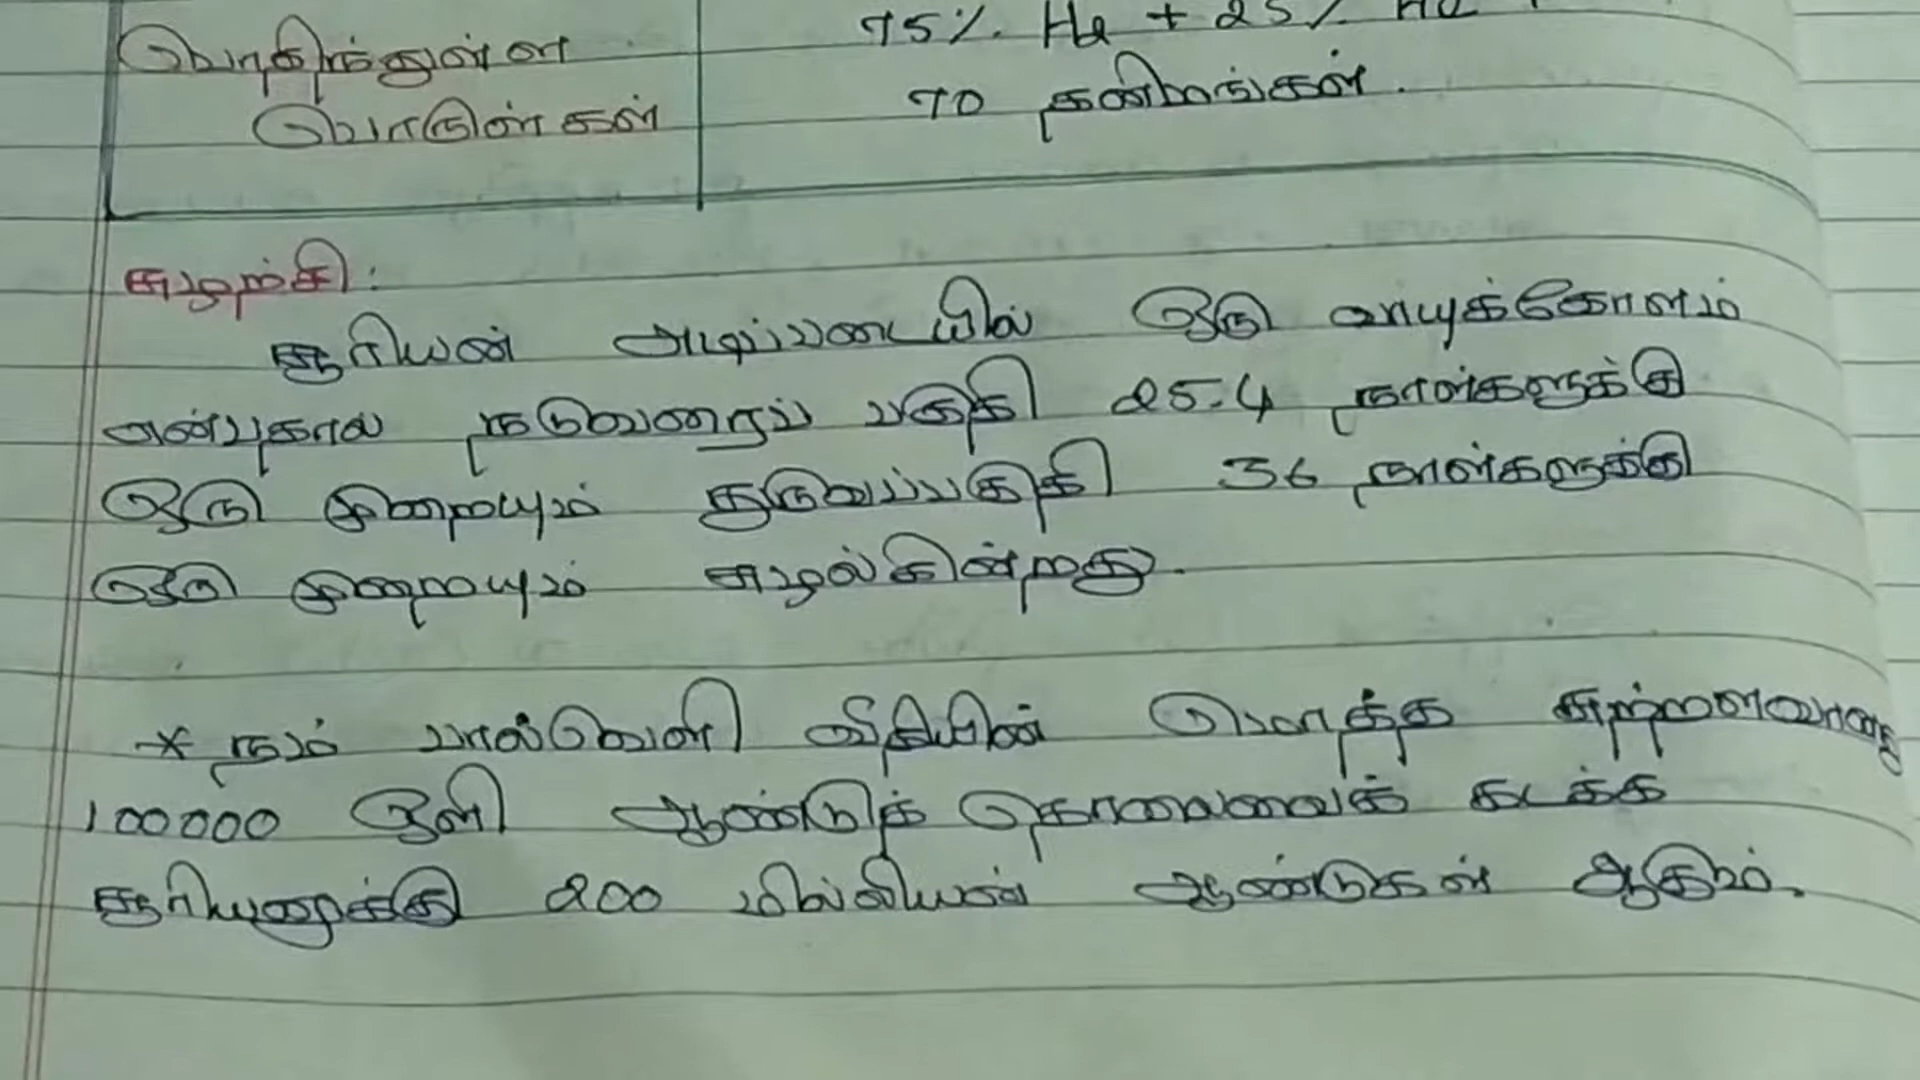 பொதிந்துள்ள 75% He + 25% He
பொருள்கள் 70 தனிமங்கள்.
சுழற்சி:
சூரியன் அடிப்படையில் ஒரு வாயுக்கோளம்
என்பதால் நடுவரைப் பகுதி 25.4 நாள்களுக்கு
ஒரு முறையும் துருவப்பகுதி 36 நாள்களுக்கு
ஒரு முறையும் சுழல்கின்றது.
* நம் பால்வெளி வீதியின் மொத்த சுற்றளவான
100000 ஒளி ஆண்டுத் தொலைவைக் கடக்க
சூரியனுக்கு 200 மில்லியன் ஆண்டுகள் ஆகும்.